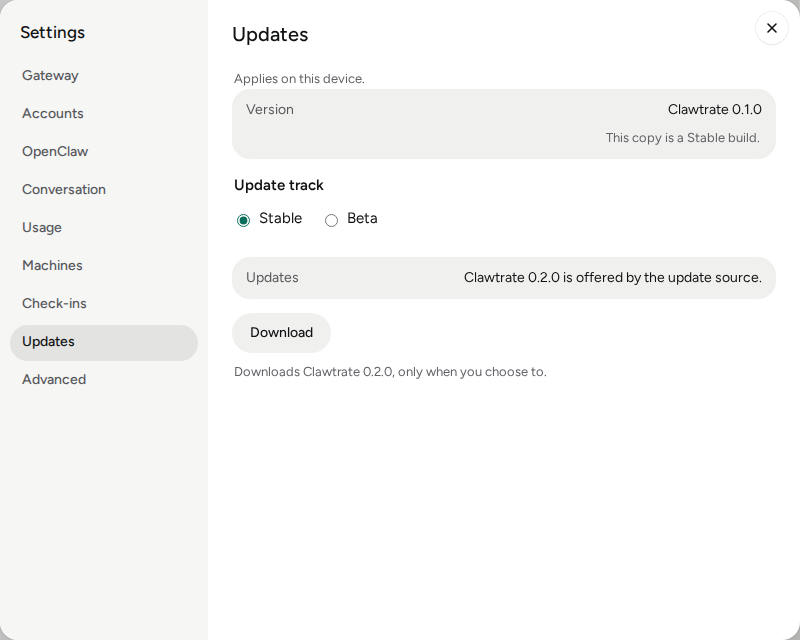 Settings
Gateway
Accounts
OpenClaw
Conversation
Usage
Machines
Check-ins
Updates
Advanced
Updates
Applies on this device.
Version Clawtrate 0.1.0
This copy is a Stable build.
Update track
Stable Beta
Updates Clawtrate 0.2.0 is offered by the update source.
Download
Downloads Clawtrate 0.2.0, only when you choose to.